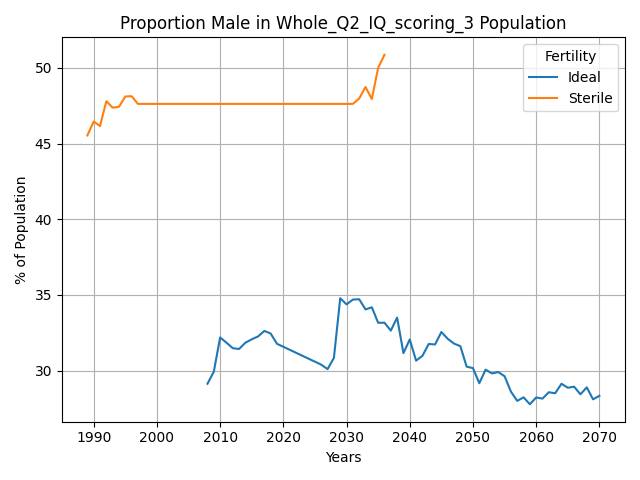 Proportion Male in Whole_Q2_IQ_scoring_3 Population
Fertility
Ideal
Sterile
% of Population
50
45
40
35
30
1990 2000 2010 2020 2030 2040 2050 2060 2070
Years